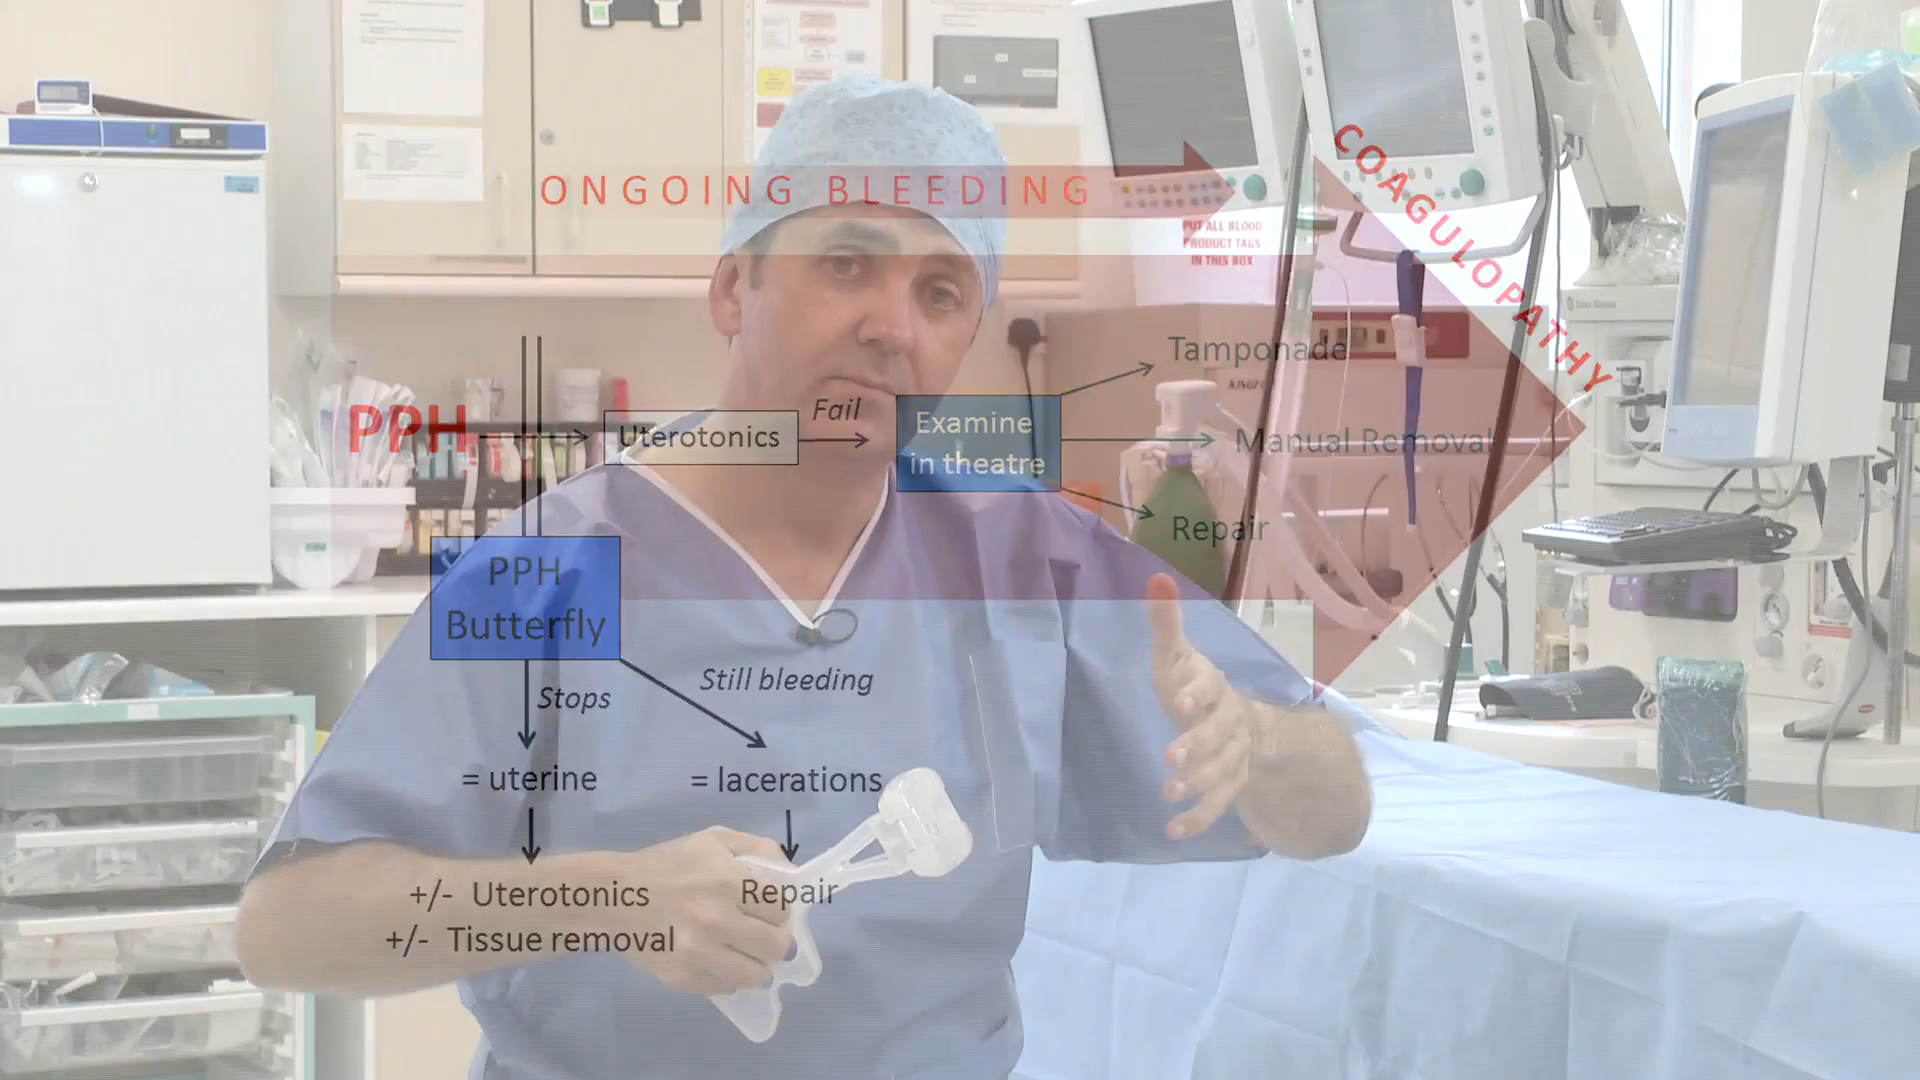 ONGOING BLEEDING
COAGULOPATHY
PUT ALL BLOOD
PRODUCT TAGS
IN THIS BOX
Tamponade
PPH
Uterotonics
Fail
Examine
in theatre
Manual Removal
Repair
PPH
Butterfly
Stops
Still bleeding
= uterine
= lacerations
+/- Uterotonics
Repair
+/- Tissue removal